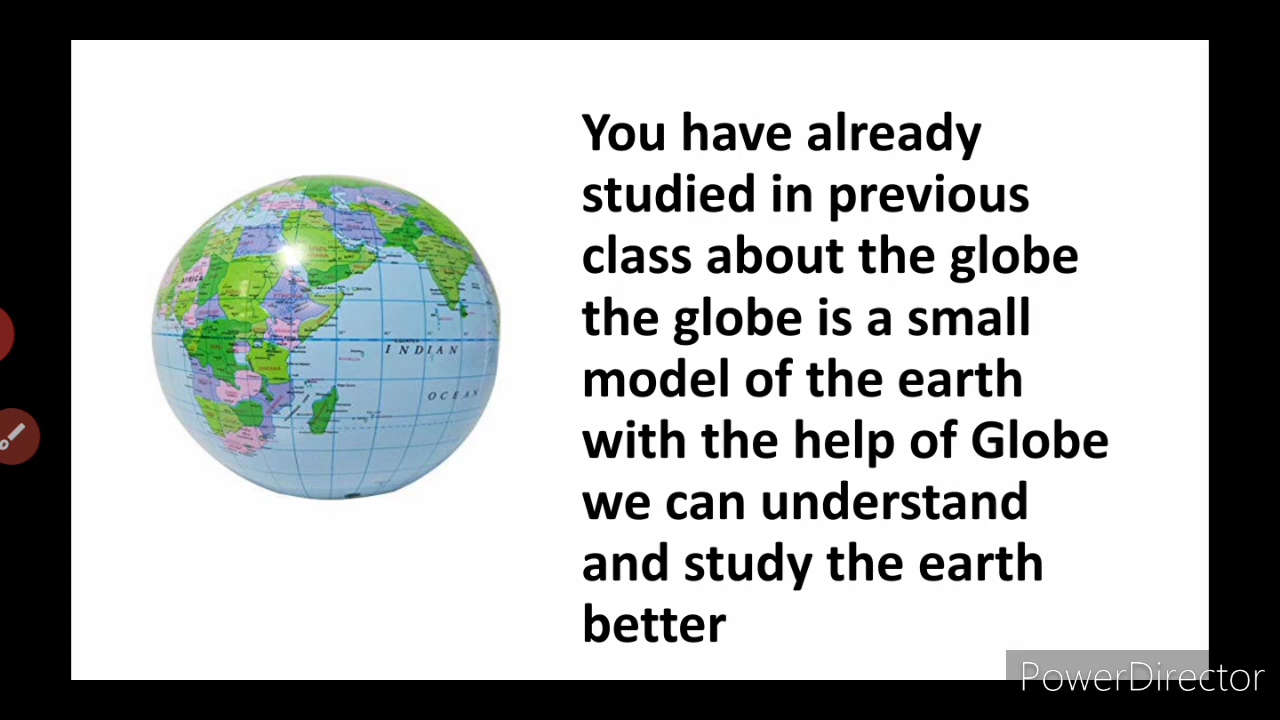 You have already
studied in previous
class about the globe
the globe is a small
model of the earth
with the help of Globe
we can understand
and study the earth
better
AFRICA
INDIAN
OCEAN
PowerDirector